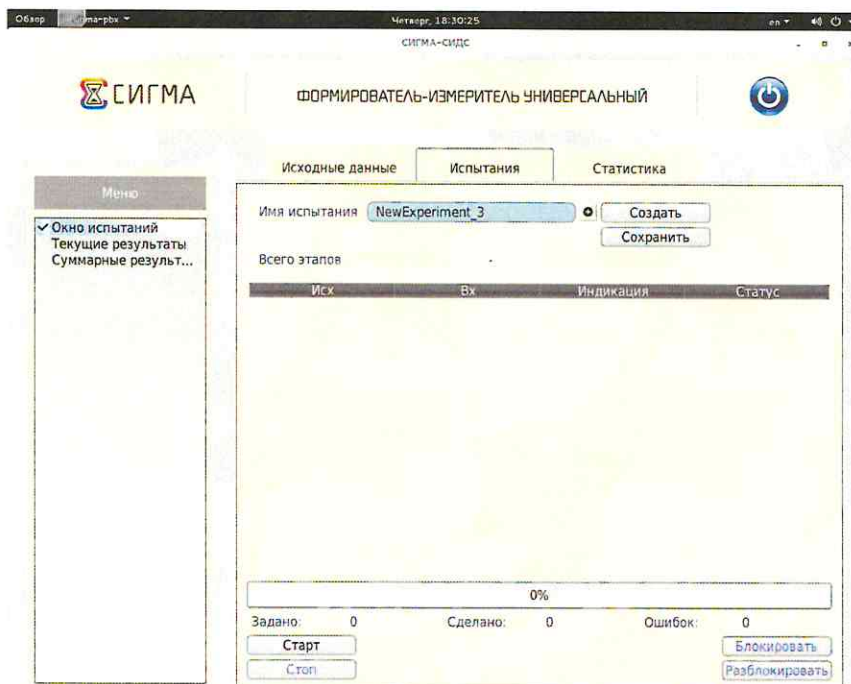 Обзор
Четверг, 18:30:25
en
СИГМА-СИДС
СИГМА
ФОРМИРОВАТЕЛЬ-ИЗМЕРИТЕЛЬ УНИВЕРСАЛЬНЫЙ
Исходные данные Испытания Статистика
Меню
Имя испытания NewExperiment_3 Создать
Сохранить
Окно испытаний
Текущие результаты
Суммарные результ...
Всего этапов -
Исх Вх Индикация Статус
0%
Задано: 0 Сделано: 0 Ошибок: 0
Старт Блокировать
Стоп Разблокировать